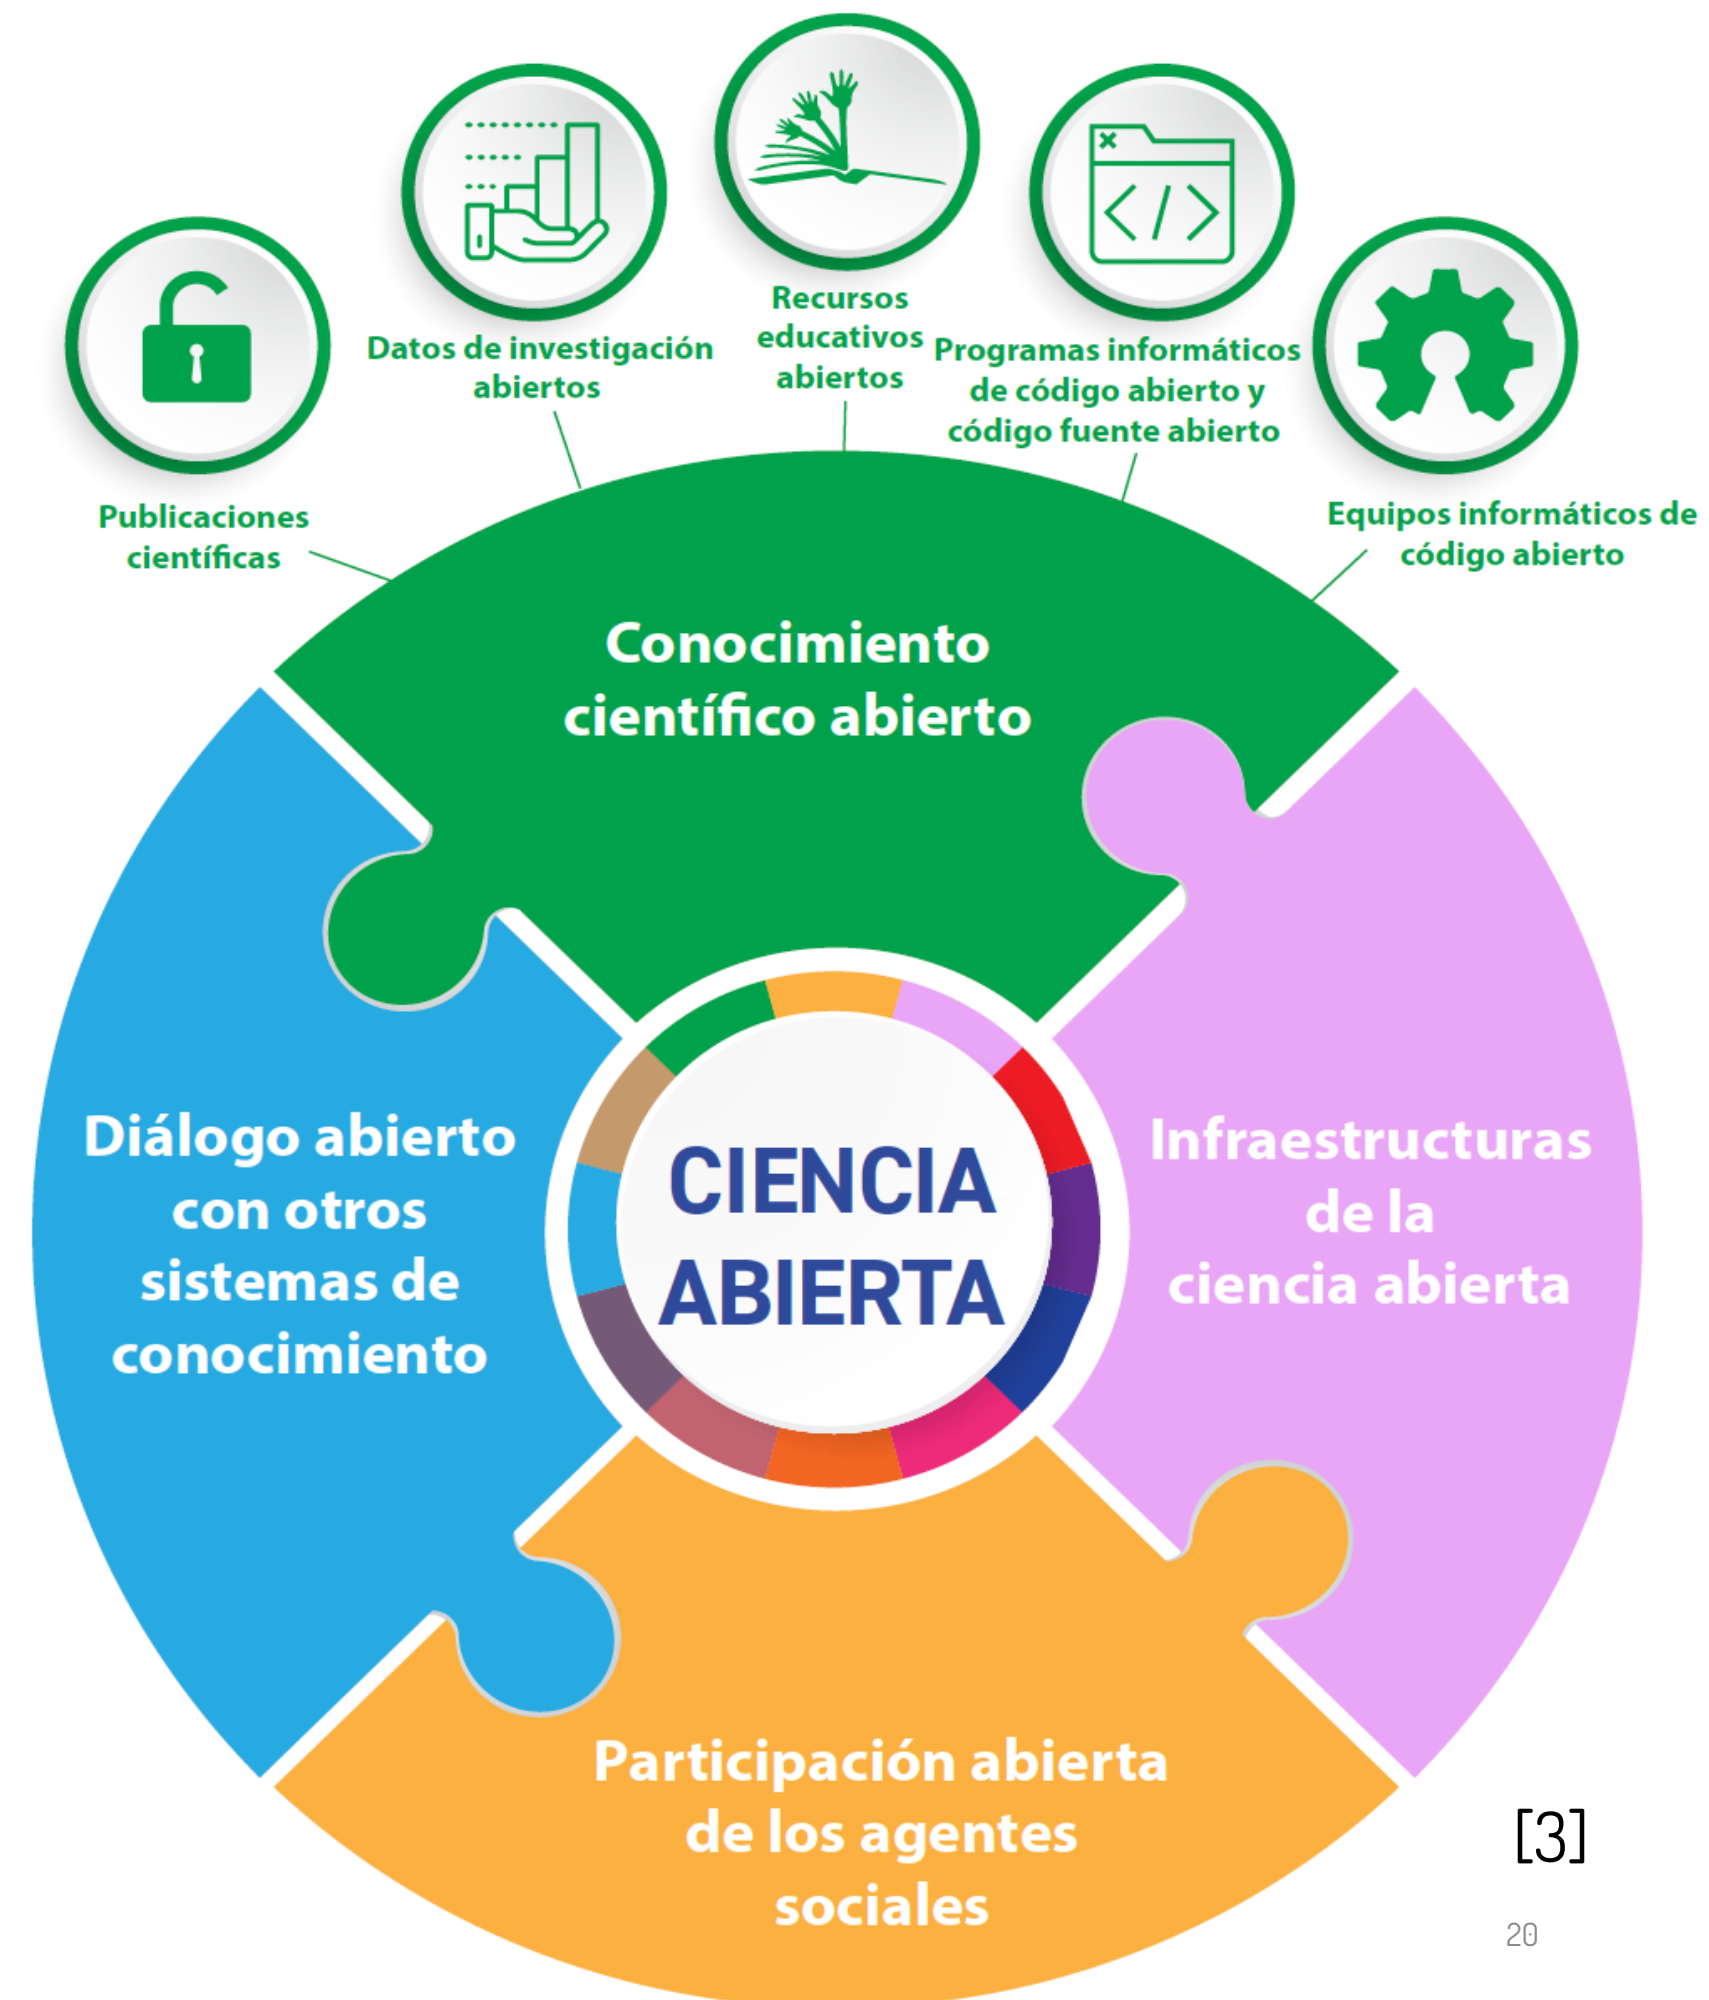 Publicaciones
científicas
Datos de investigación
abiertos
Recursos
educativos
abiertos
Programas informáticos
de código abierto y
código fuente abierto
Equipos informáticos de
código abierto
Conocimiento
científico abierto
Diálogo abierto
con otros
sistemas de
conocimiento
CIENCIA
ABIERTA
Infraestructuras
de la
ciencia abierta
Participación abierta
de los agentes
sociales
[3]
20